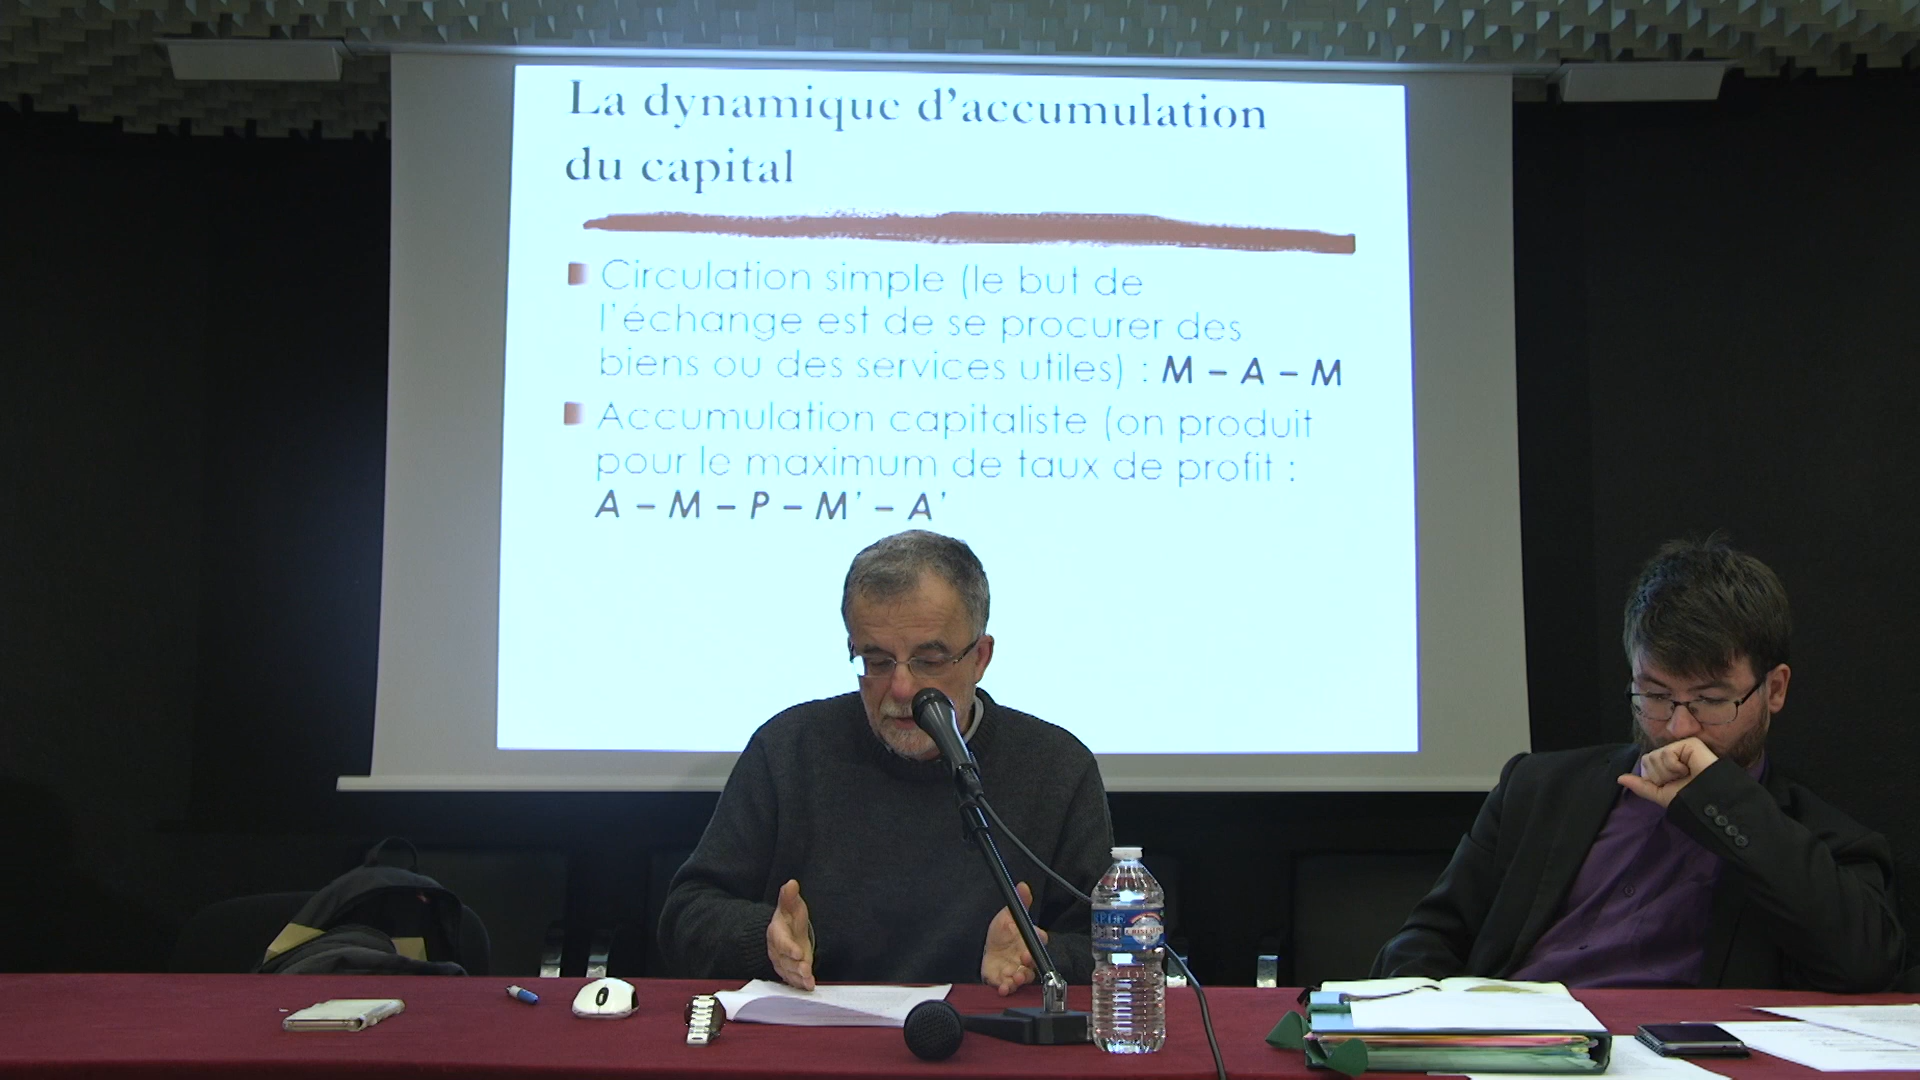 La dynamique d'accumulation
du capital
Circulation simple (le but de
l'échange est de se procurer des
biens ou des services utiles) : M – A – M
Accumulation capitaliste (on produit
pour le maximum de taux de profit :
A – M – P – M' – A'